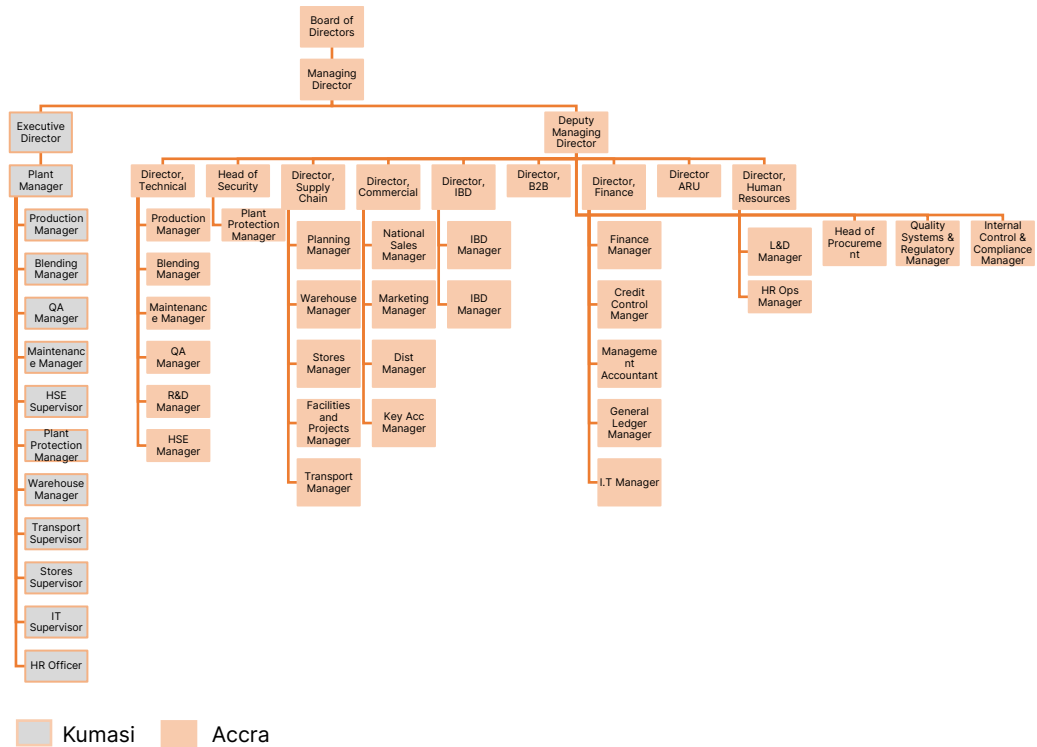 Board of
Directors
Managing
Director
Executive
Director
Deputy
Managing
Director
Plant
Manager
Director,
Technical
Head of
Security
Director,
Supply
Chain
Director,
Commercial
Director,
IBD
Director,
B2B
Director,
Finance
Director
ARU
Director,
Human
Resources
Production
Manager
Blending
Manager
QA
Manager
Maintenanc
e Manager
HSE
Supervisor
Plant
Protection
Manager
Warehouse
Manager
Transport
Supervisor
Stores
Supervisor
IT
Supervisor
HR Officer
Production
Manager
Blending
Manager
Maintenanc
e Manager
QA
Manager
R&D
Manager
HSE
Manager
Plant
Protection
Manager
Planning
Manager
Warehouse
Manager
Stores
Manager
Facilities
and
Projects
Manager
Transport
Manager
National
Sales
Manager
Marketing
Manager
Dist
Manager
Key Acc
Manager
IBD
Manager
IBD
Manager
Finance
Manager
Credit
Control
Manger
Manageme
nt
Accountant
General
Ledger
Manager
I.T Manager
L&D
Manager
HR Ops
Manager
Head of
Procureme
nt
Quality
Systems &
Regulatory
Manager
Internal
Control &
Compliance
Manager
Kumasi
Accra